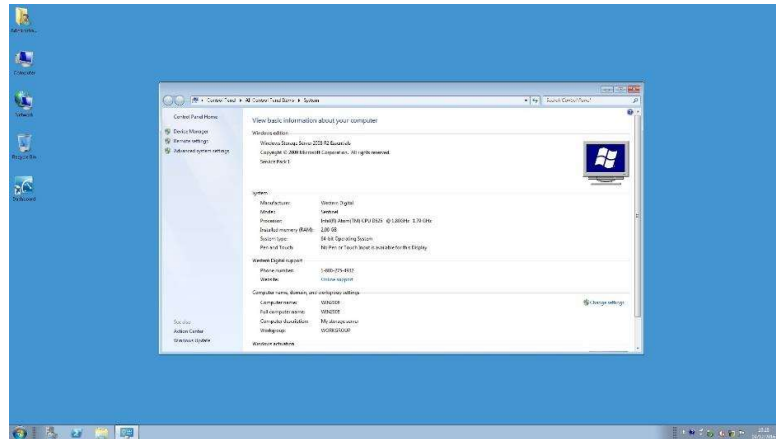 Computer
Network
Recycle Bin
Dashboard
Control Panel
All Control Panel Items
System
Search Control Panel
Control Panel Home
Device Manager
Remote settings
Advanced system settings
See also
Action Center
Windows Update
View basic information about your computer
Windows edition
Windows Storage Server 2008 R2 Essentials
Copyright © 2009 Microsoft Corporation. All rights reserved.
Service Pack 1
System
Manufacturer: Western Digital
Model: Sentinel
Processor: Intel(R) Atom(TM) CPU D525 @ 1.80GHz
Installed memory (RAM): 2.00 GB
System type: 64-bit Operating System
Pen and Touch: No Pen or Touch Input is available for this Display
Western Digital support
Phone number:
Website: Online support
Computer name, domain, and workgroup settings
Computer name: WIN2008
Full computer name: WIN2008
Computer description: My storage server
Workgroup: WORKGROUP
Change settings
Windows activation